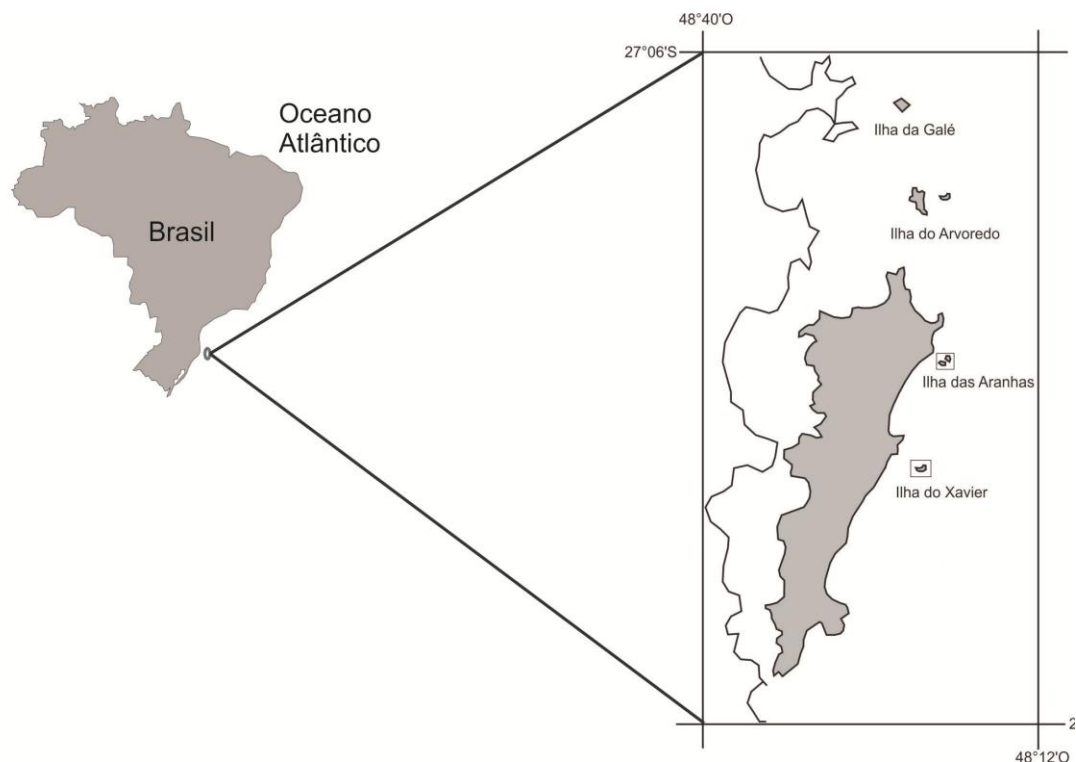 48°40'O
27°06'S
Oceano
Atlântico
Brasil
Ilha da Galé
Ilha do Arvoredo
Ilha das Aranhas
Ilha do Xavier
2
48°12'O